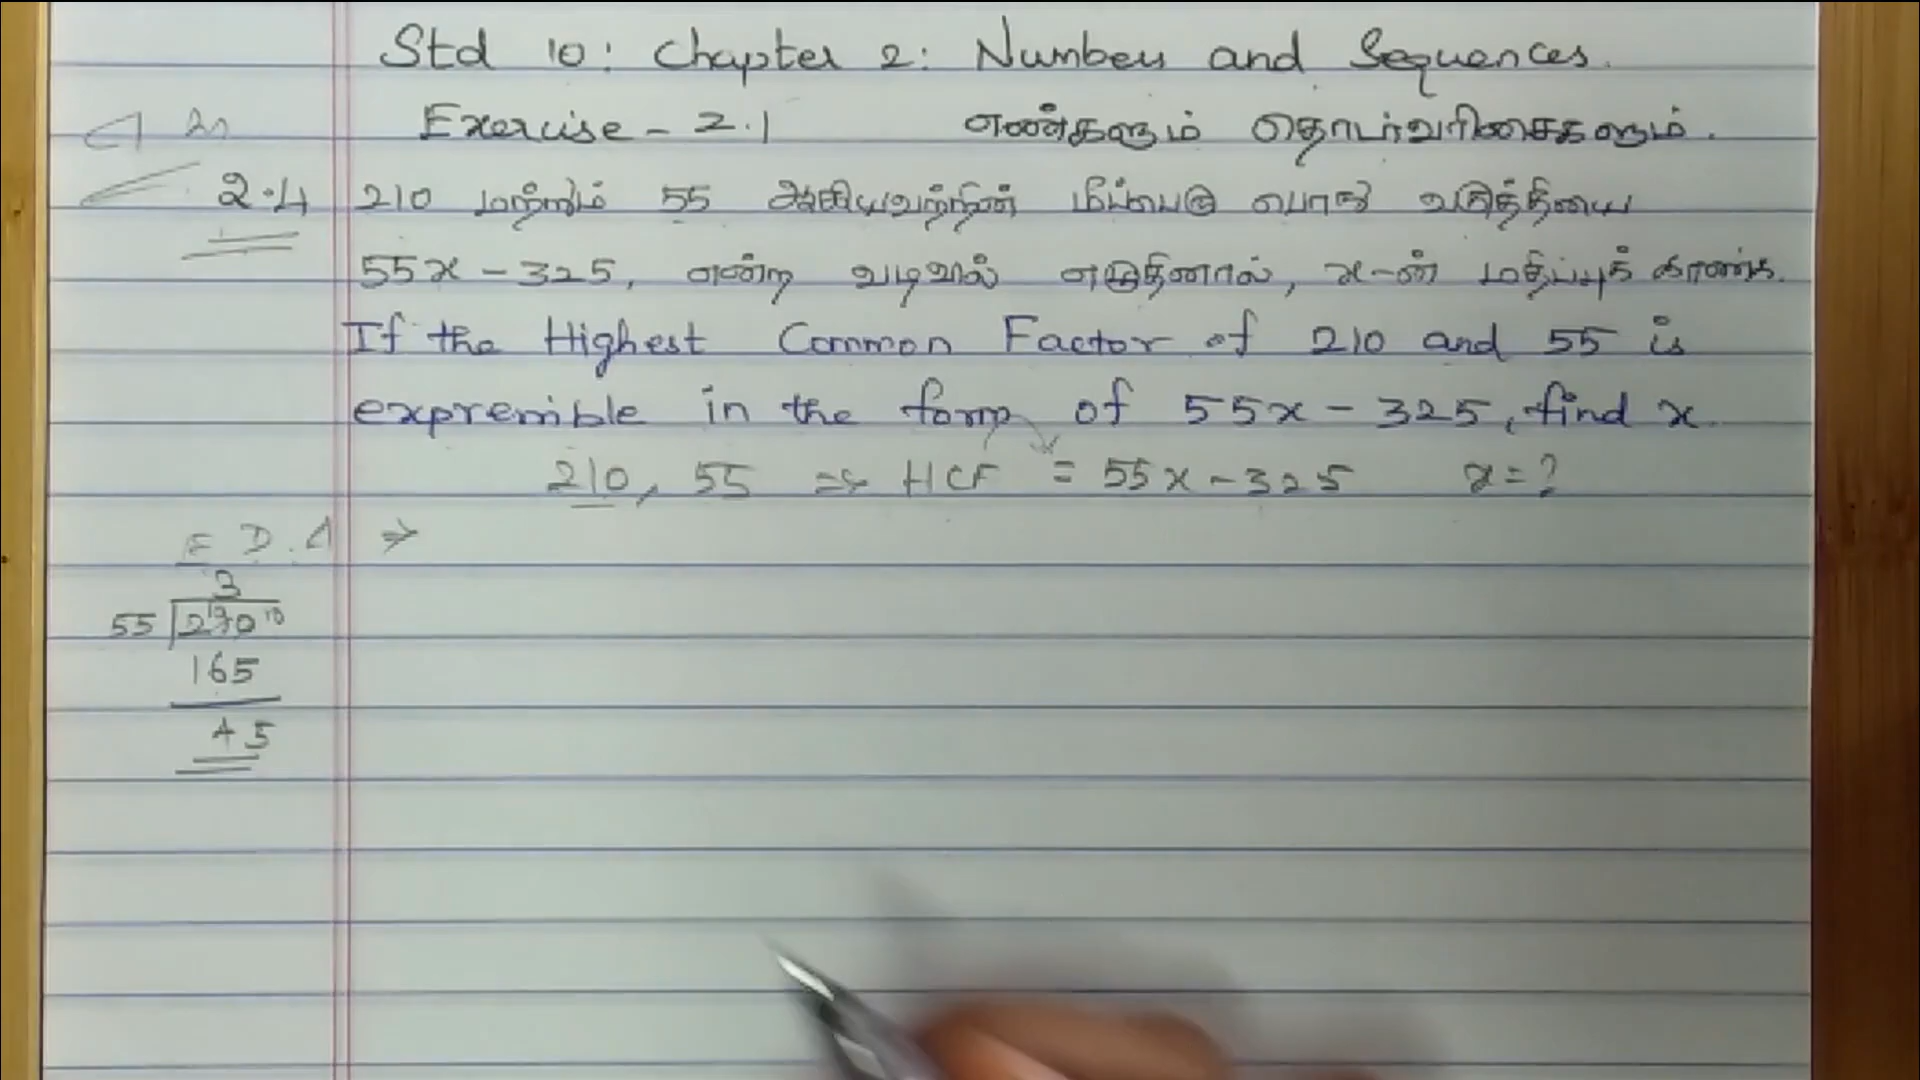 Std 10: Chapter 2: Numbers and Sequences.
Exercise - 2.1 எண்களும் தொடர்வரிசைகளும்.
2.4 210 மற்றும் 55 ஆகியவற்றின் மீப்பெரு பொது வகுத்தியை
55x - 325, என்ற வடிவில் எழுதினால், x-ன் மதிப்புக் காண்க.
If the Highest Common Factor of 210 and 55 is
expressible in the form of 55x - 325, find x.
210, 55 ⇒ HCF = 55x - 325 x = ?
E.D.A ⇒
3
55 210
165
45